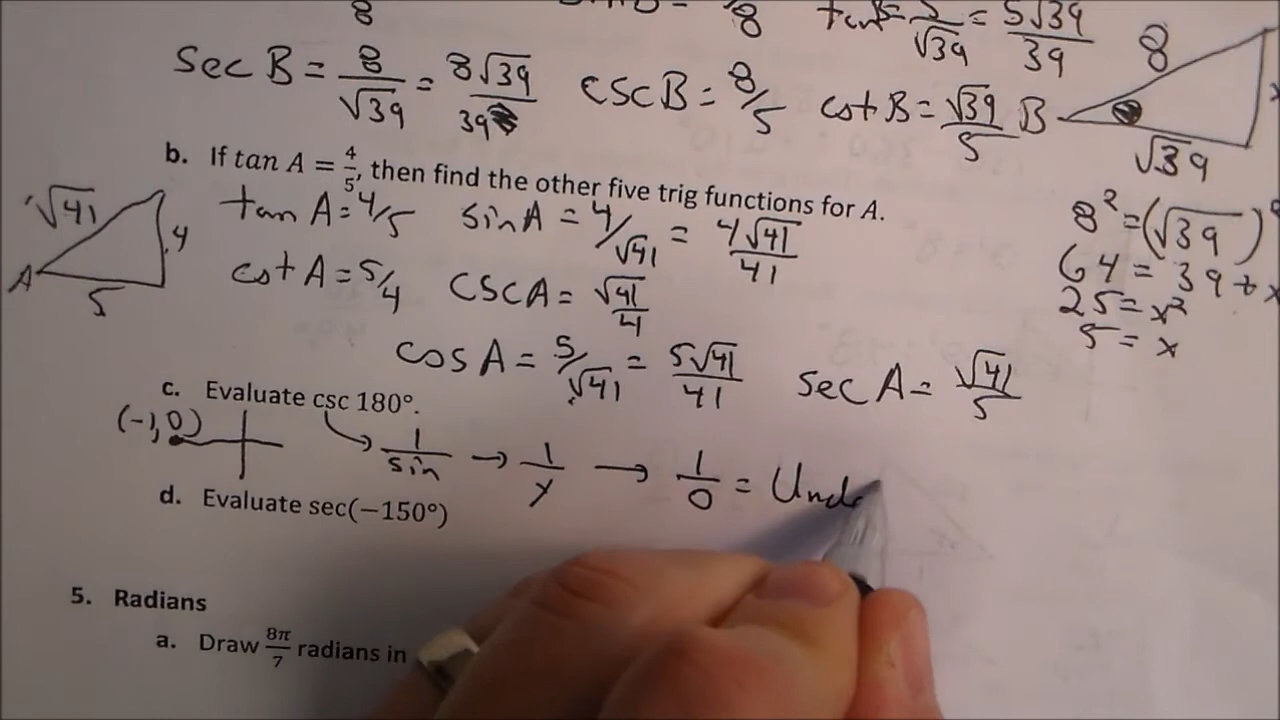 8
8
tan B = 5/√39 = 5√39/39
8
sec B = 8/√39 = 8√39/39
csc B = 8/5
cot B = √39/5
B
√39
b. If tan A = 4/5, then find the other five trig functions for A.
√41
4
A
5
tan A = 4/5
sin A = 4/√41 = 4√41/41
8² = (√39)
64 = 39 + x
25 = x²
5 = x
cot A = 5/4
csc A = √41/4
cos A = 5/√41 = 5√41/41
sec A = √41/5
c. Evaluate csc 180°.
(-1,0)
→ 1/sin → 1/y → 1/0 = Unde
d. Evaluate sec(−150°)
5. Radians
a. Draw 8π/7 radians in